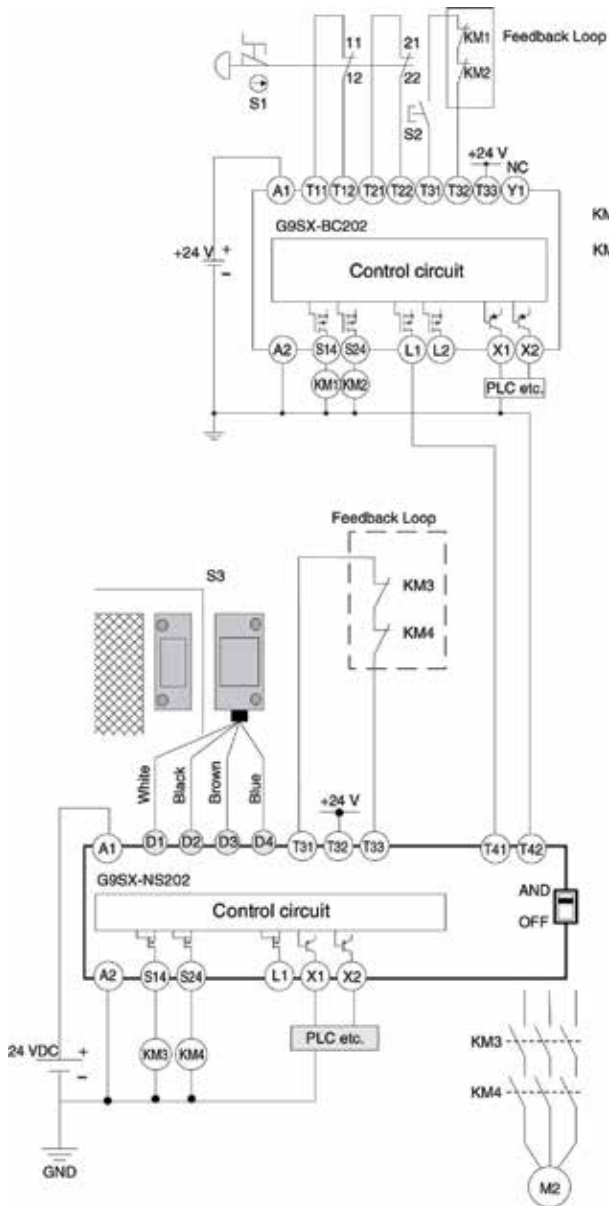 11 21
KM1 Feedback Loop
12 22
KM2
S1
S2
+24 V
NC
A1 T11 T12 T21 T22 T31 T32 T33 Y1
KM
G9SX-BC202
KM
+24 V +
Control circuit
−
A2 S14 S24 L1 L2 X1 X2
KM1 KM2 PLC etc.
Feedback Loop
S3
KM3
KM4
White
Black
Brown
Blue
+24 V
A1 D1 D2 D3 D4 T31 T32 T33 T41 T42
G9SX-NS202
AND
Control circuit
OFF
A2 S14 S24 L1 X1 X2
PLC etc.
KM3
24 VDC + KM3 KM4
−
KM4
GND
M2